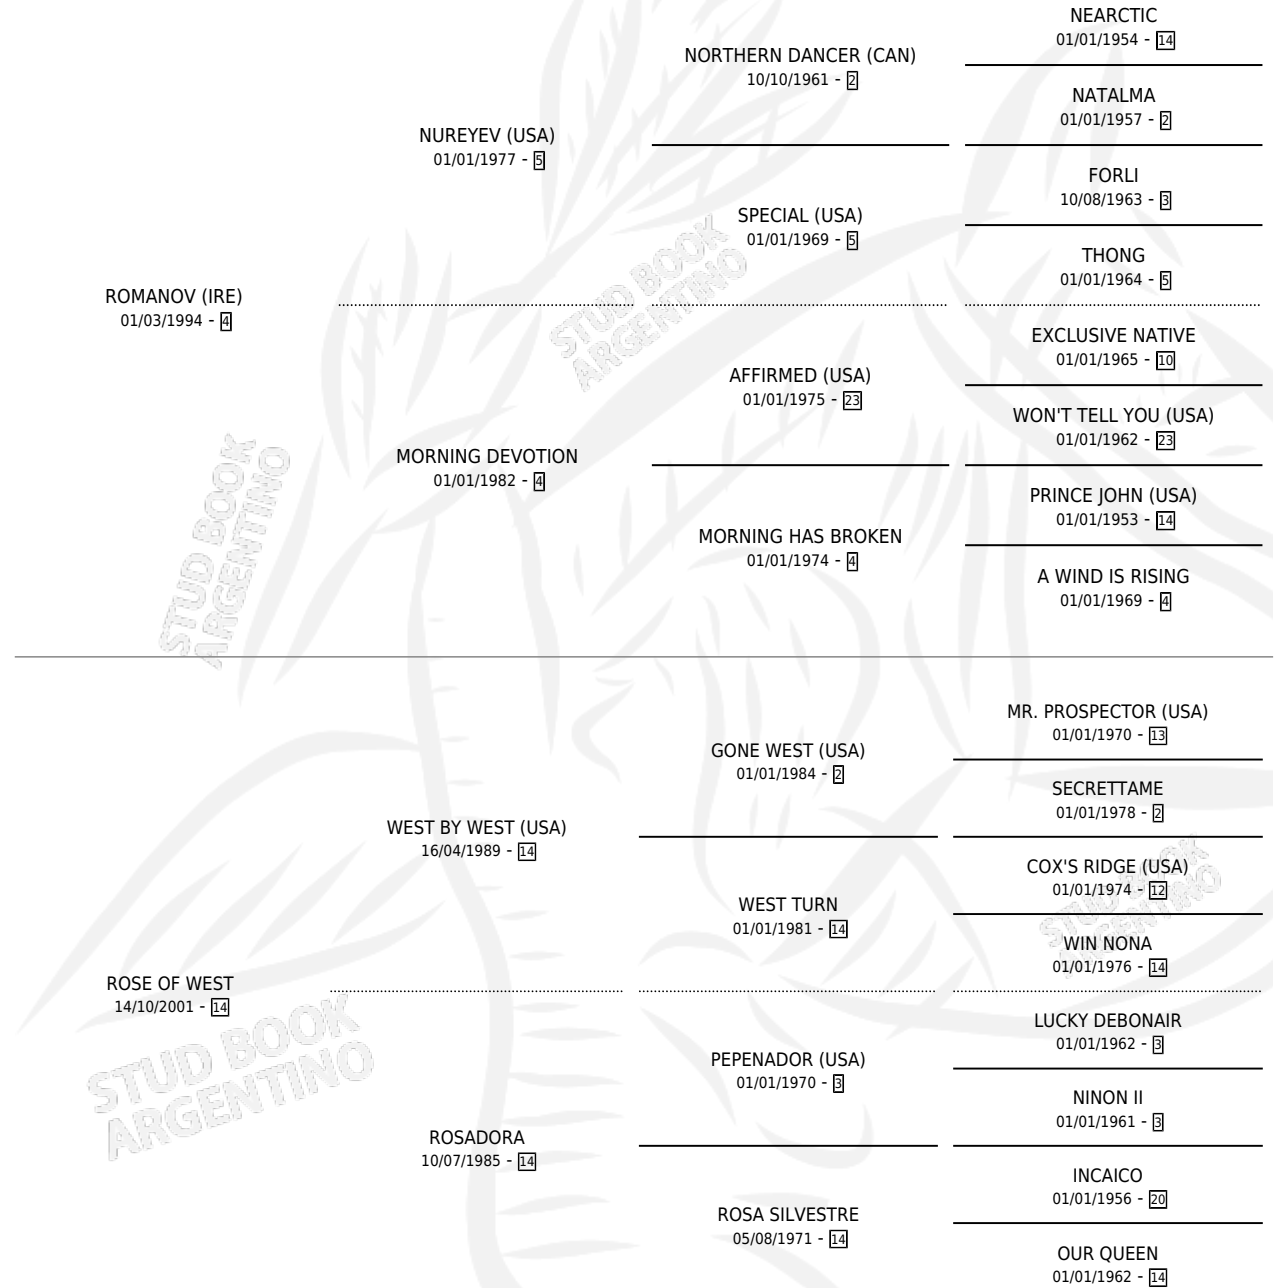 NEARCTIC
01/01/1954 - 14
NORTHERN DANCER (CAN)
10/10/1961 - 2
NATALMA
01/01/1957 - 2
NUREYEV (USA)
01/01/1977 - 5
FORLI
10/08/1963 - 3
SPECIAL (USA)
01/01/1969 - 5
THONG
01/01/1964 - 5
ROMANOV (IRE)
01/03/1994 - 4
STUD BOOK
ARGENTINO
EXCLUSIVE NATIVE
01/01/1965 - 10
AFFIRMED (USA)
01/01/1975 - 23
WON'T TELL YOU (USA)
01/01/1962 - 23
MORNING DEVOTION
01/01/1982 - 4
PRINCE JOHN (USA)
01/01/1953 - 14
MORNING HAS BROKEN
01/01/1974 - 4
A WIND IS RISING
01/01/1969 - 4
STUD BOOK
ARGENTINO
MR. PROSPECTOR (USA)
01/01/1970 - 13
GONE WEST (USA)
01/01/1984 - 2
SECRETTAME
01/01/1978 - 2
WEST BY WEST (USA)
16/04/1989 - 14
COX'S RIDGE (USA)
01/01/1974 - 12
WEST TURN
01/01/1981 - 14
STUD BOOK
ARGENTINO
WIN NONA
01/01/1976 - 14
ROSE OF WEST
14/10/2001 - 14
LUCKY DEBONAIR
01/01/1962 - 3
STUD BOOK
ARGENTINO
PEPENADOR (USA)
01/01/1970 - 3
NINON II
01/01/1961 - 3
ROSADORA
10/07/1985 - 14
INCAICO
01/01/1956 - 20
ROSA SILVESTRE
05/08/1971 - 14
OUR QUEEN
01/01/1962 - 14